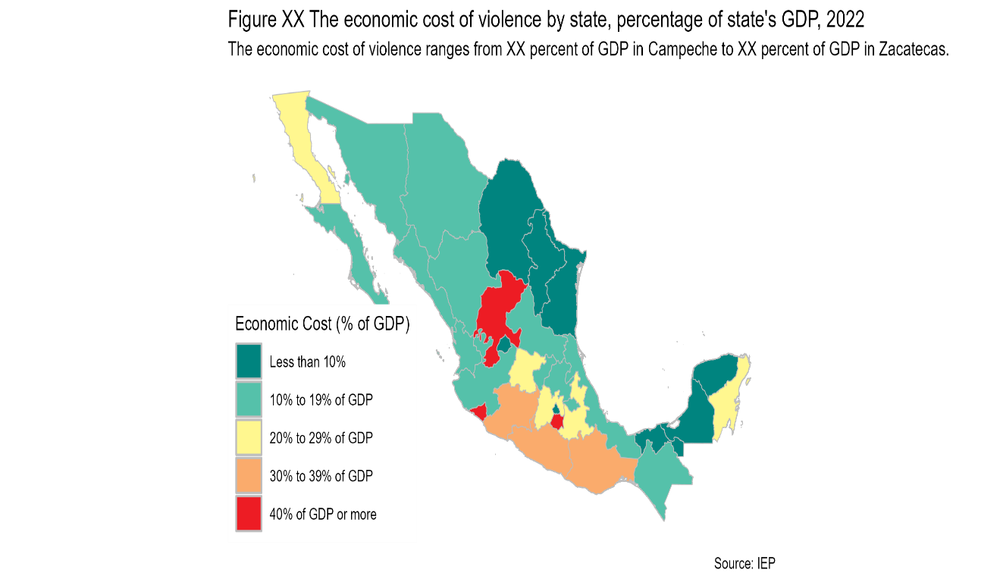 Figure XX The economic cost of violence by state, percentage of state's GDP, 2022
The economic cost of violence ranges from XX percent of GDP in Campeche to XX percent of GDP in Zacatecas.
Economic Cost (% of GDP)
Less than 10%
10% to 19% of GDP
20% to 29% of GDP
30% to 39% of GDP
40% of GDP or more
Source: IEP